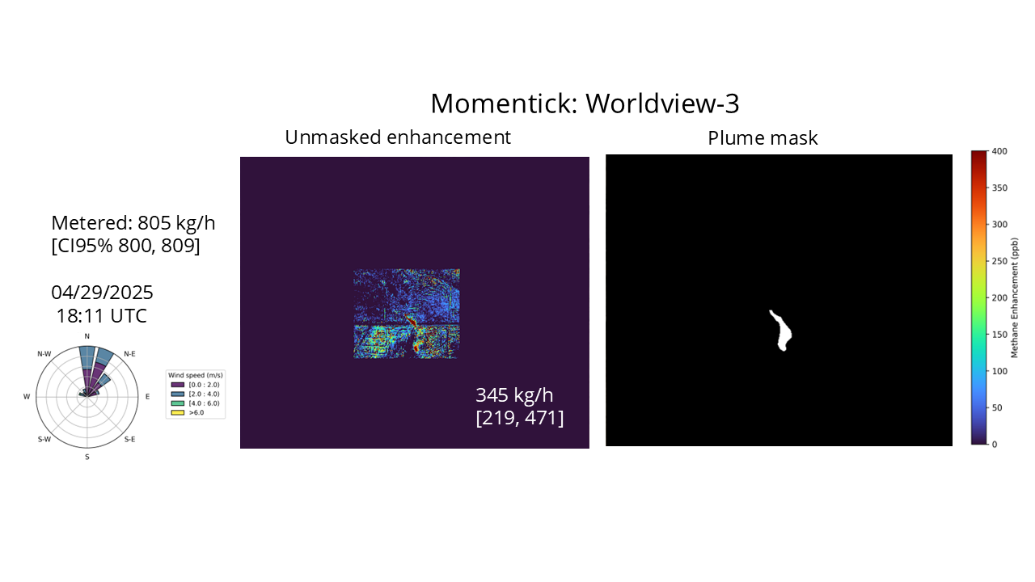 Momentick: Worldview-3
Unmasked enhancement
Plume mask
Metered: 805 kg/h
[CI95% 800, 809]
04/29/2025
18:11 UTC
N
N-W
N-E
W
E
S-W
S-E
S
Wind speed (m/s)
[0.0 : 2.0)
[2.0 : 4.0)
[4.0 : 6.0)
>6.0
345 kg/h
[219, 471]
400
350
300
250
200
150
100
50
0
Methane Enhancement (ppb)